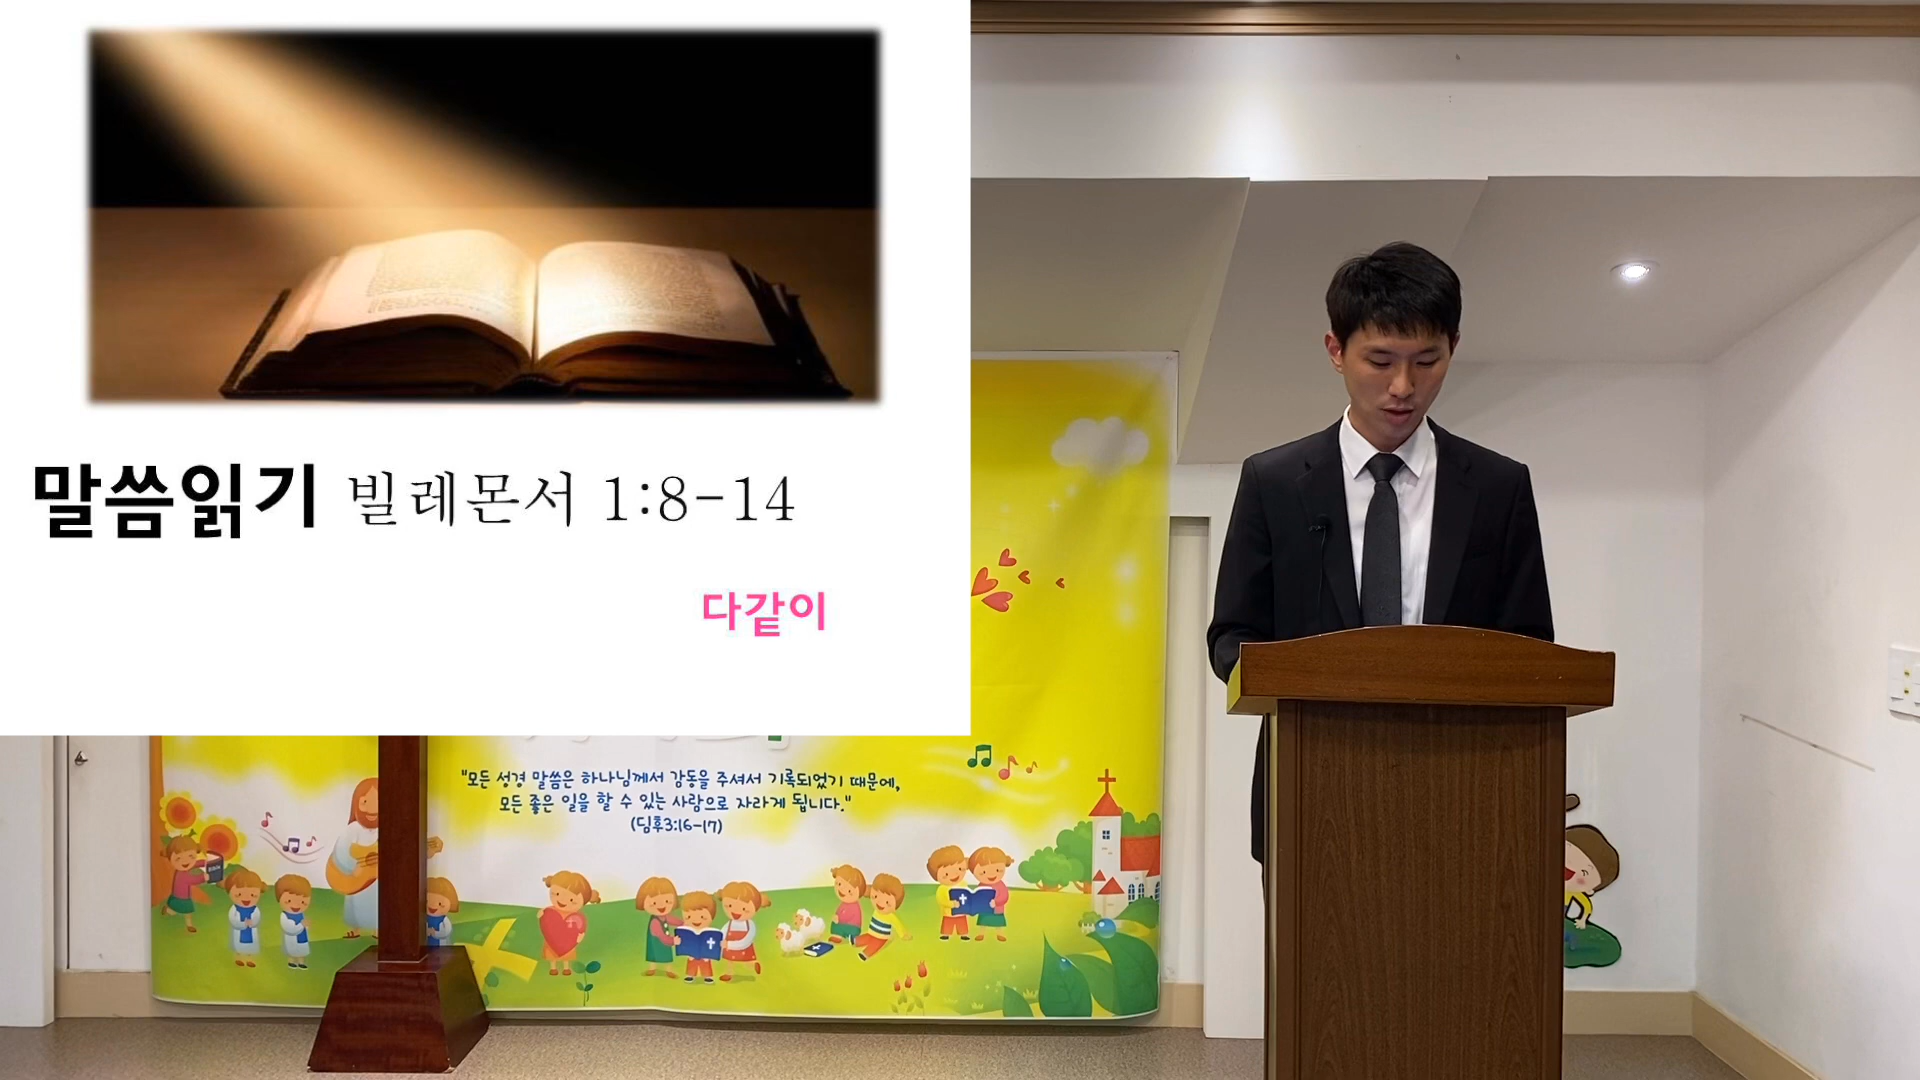 말씀읽기 빌레몬서 1:8-14
다같이
"모든 성경 말씀은 하나님께서 감동을 주셔서 기록되었기 때문에,
모든 좋은 일을 할 수 있는 사람으로 자라게 됩니다."
(딤후3:16-17)